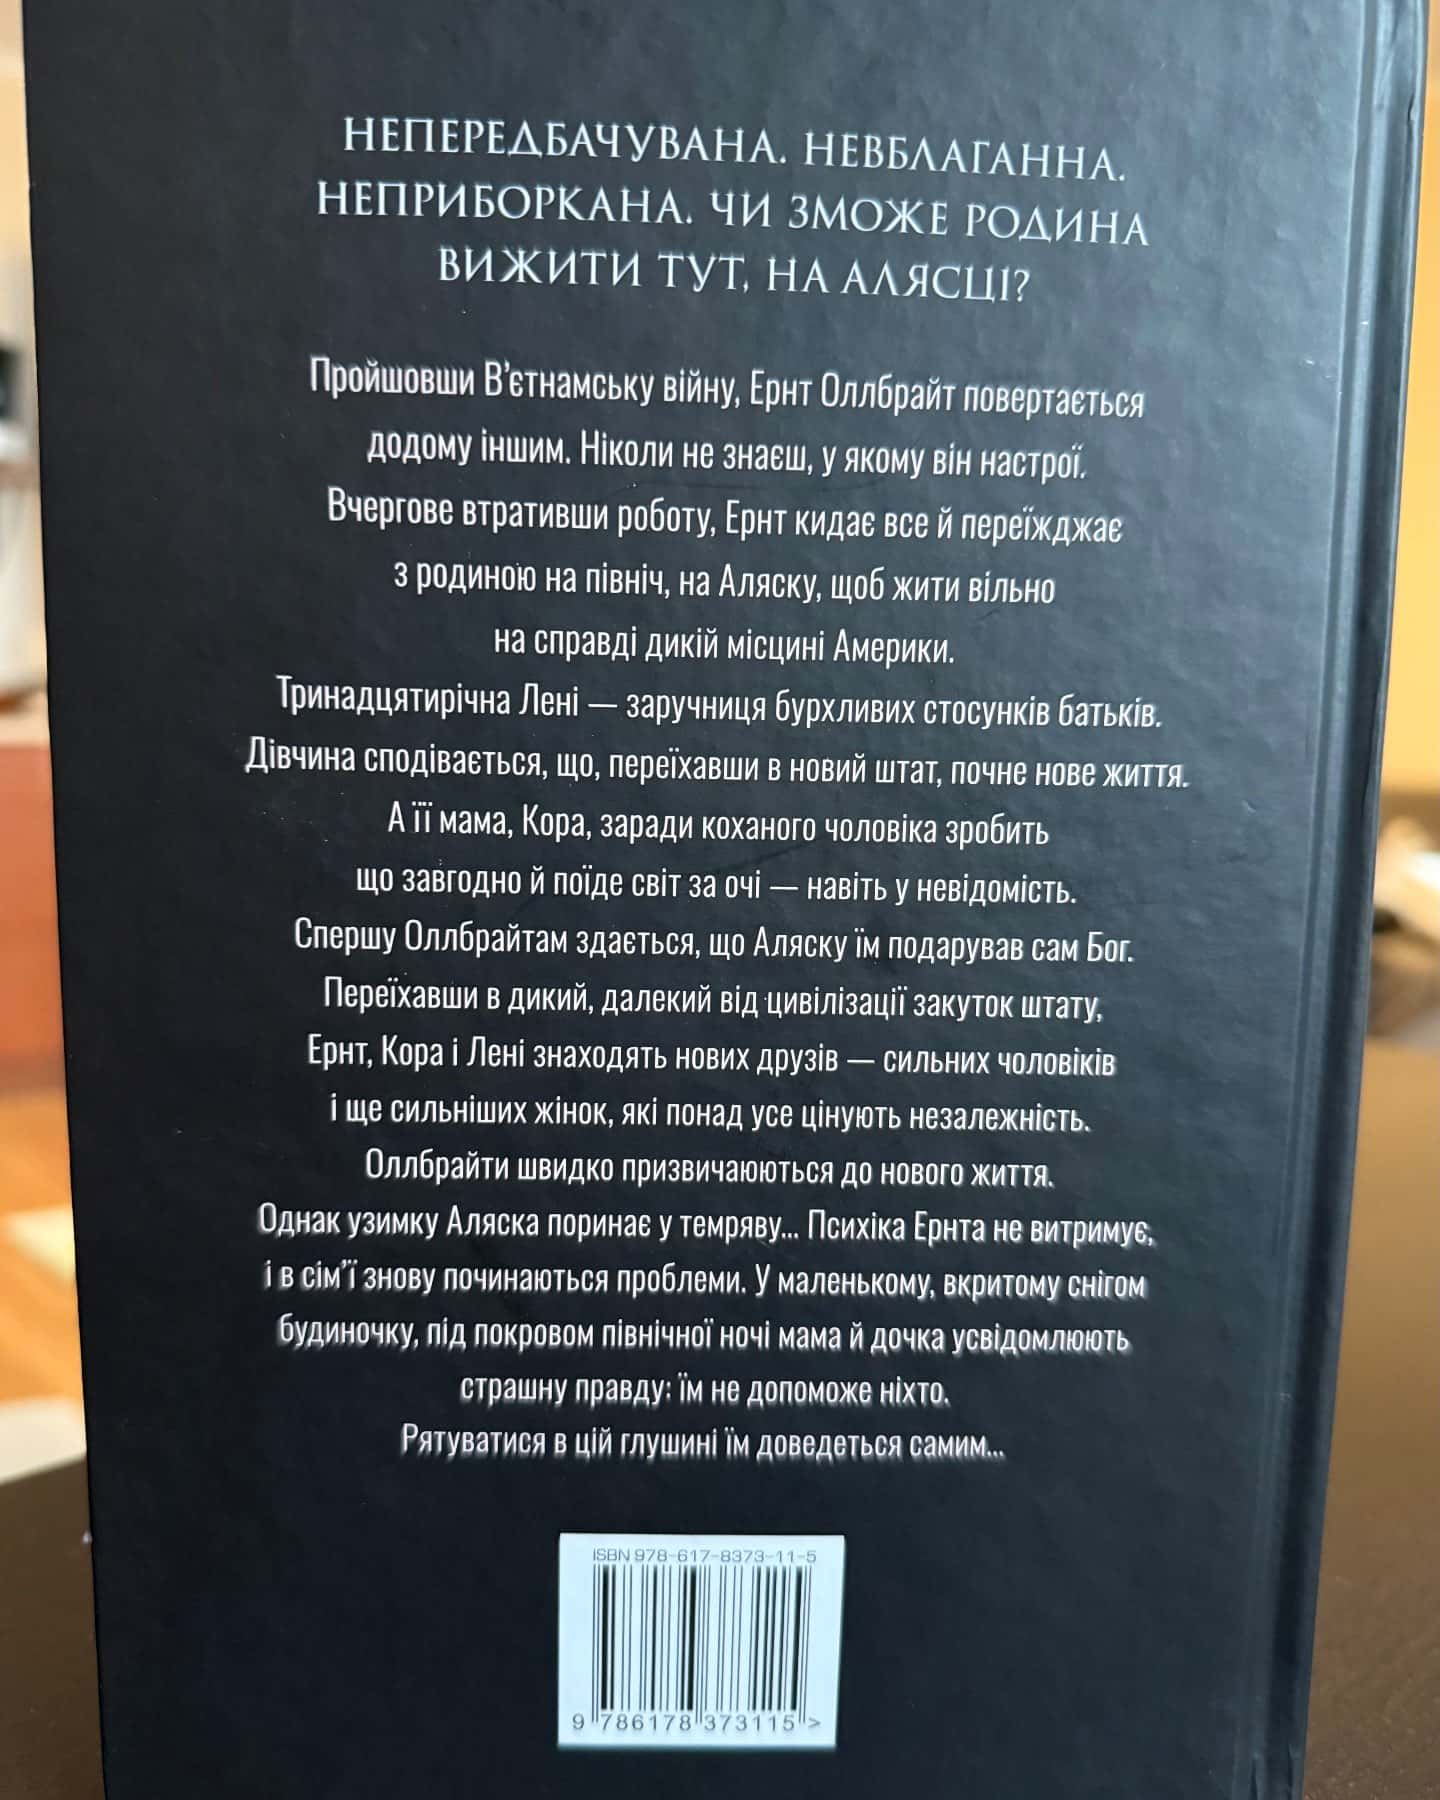 НЕПЕРЕДБАЧУВАНА. НЕВБЛАГАННА.
НЕПРИБОРКАНА. ЧИ ЗМОЖЕ РОДИНА
ВИЖИТИ ТУТ, НА АЛЯСЦІ?
Пройшовши В’єтнамську війну, Ернт Оллбрайт повертається
додому іншим. Ніколи не знаєш, у якому він настрої.
Вчергове втративши роботу, Ернт кидає все й переїжджає
з родиною на північ, на Аляску, щоб жити вільно
на справді дикій місцині Америки.
Тринадцятирічна Лені — заручниця бурхливих стосунків батьків.
Дівчина сподівається, що, переїхавши в новий штат, почне нове життя.
А її мама, Кора, заради коханого чоловіка зробить
що завгодно й поїде світ за очі — навіть у невідомість.
Спершу Оллбрайтам здається, що Аляску їм подарував сам Бог.
Переїхавши в дикий, далекий від цивілізації закуток штату,
Ернт, Кора і Лені знаходять нових друзів — сильних чоловіків
і ще сильніших жінок, які понад усе цінують незалежність.
Оллбрайти швидко призвичаюються до нового життя.
Однак узимку Аляска поринає у темряву... Психіка Ернта не витримує,
і в сім’ї знову починаються проблеми. У маленькому, вкритому снігом
будиночку, під покровом північної ночі мама й дочка усвідомлюють
страшну правду: їм не допоможе ніхто.
Рятуватися в цій глушині їм доведеться самим...
ISBN 978-617-8373-11-5
9 786178 373115 >